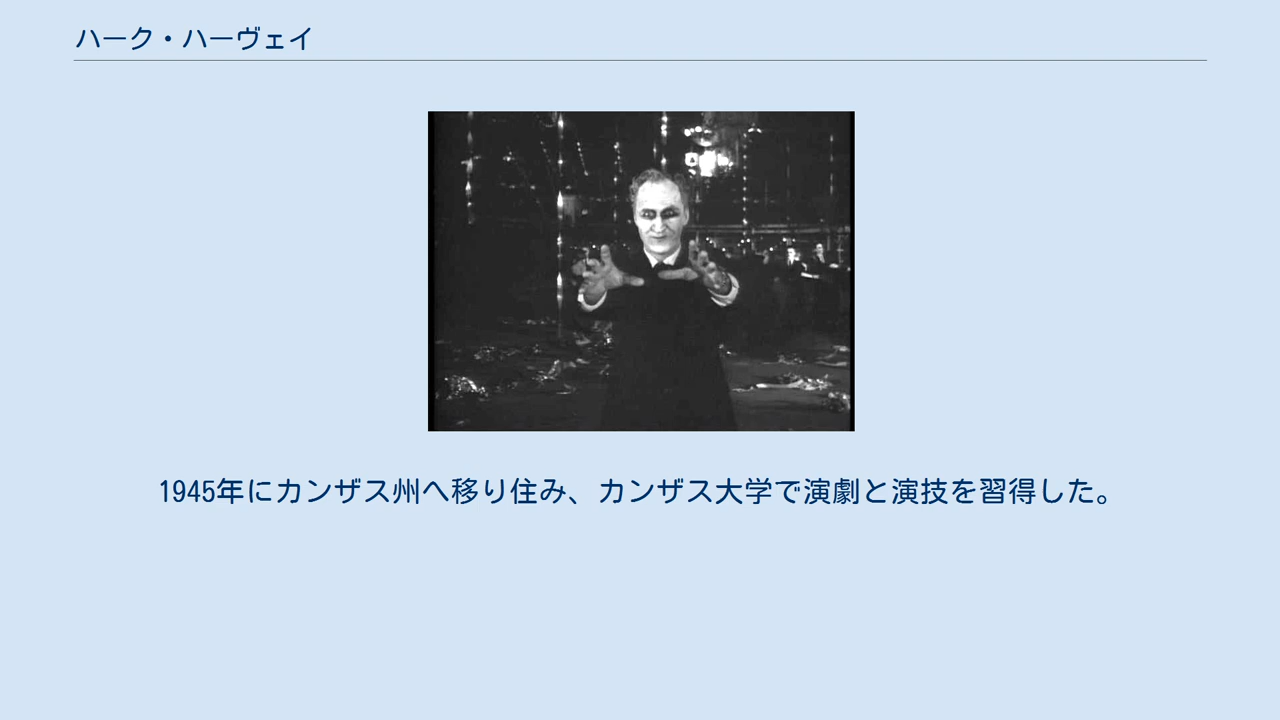 ハーク・ハーヴェイ
1945年にカンザス州へ移り住み、カンザス大学で演劇と演技を習得した。